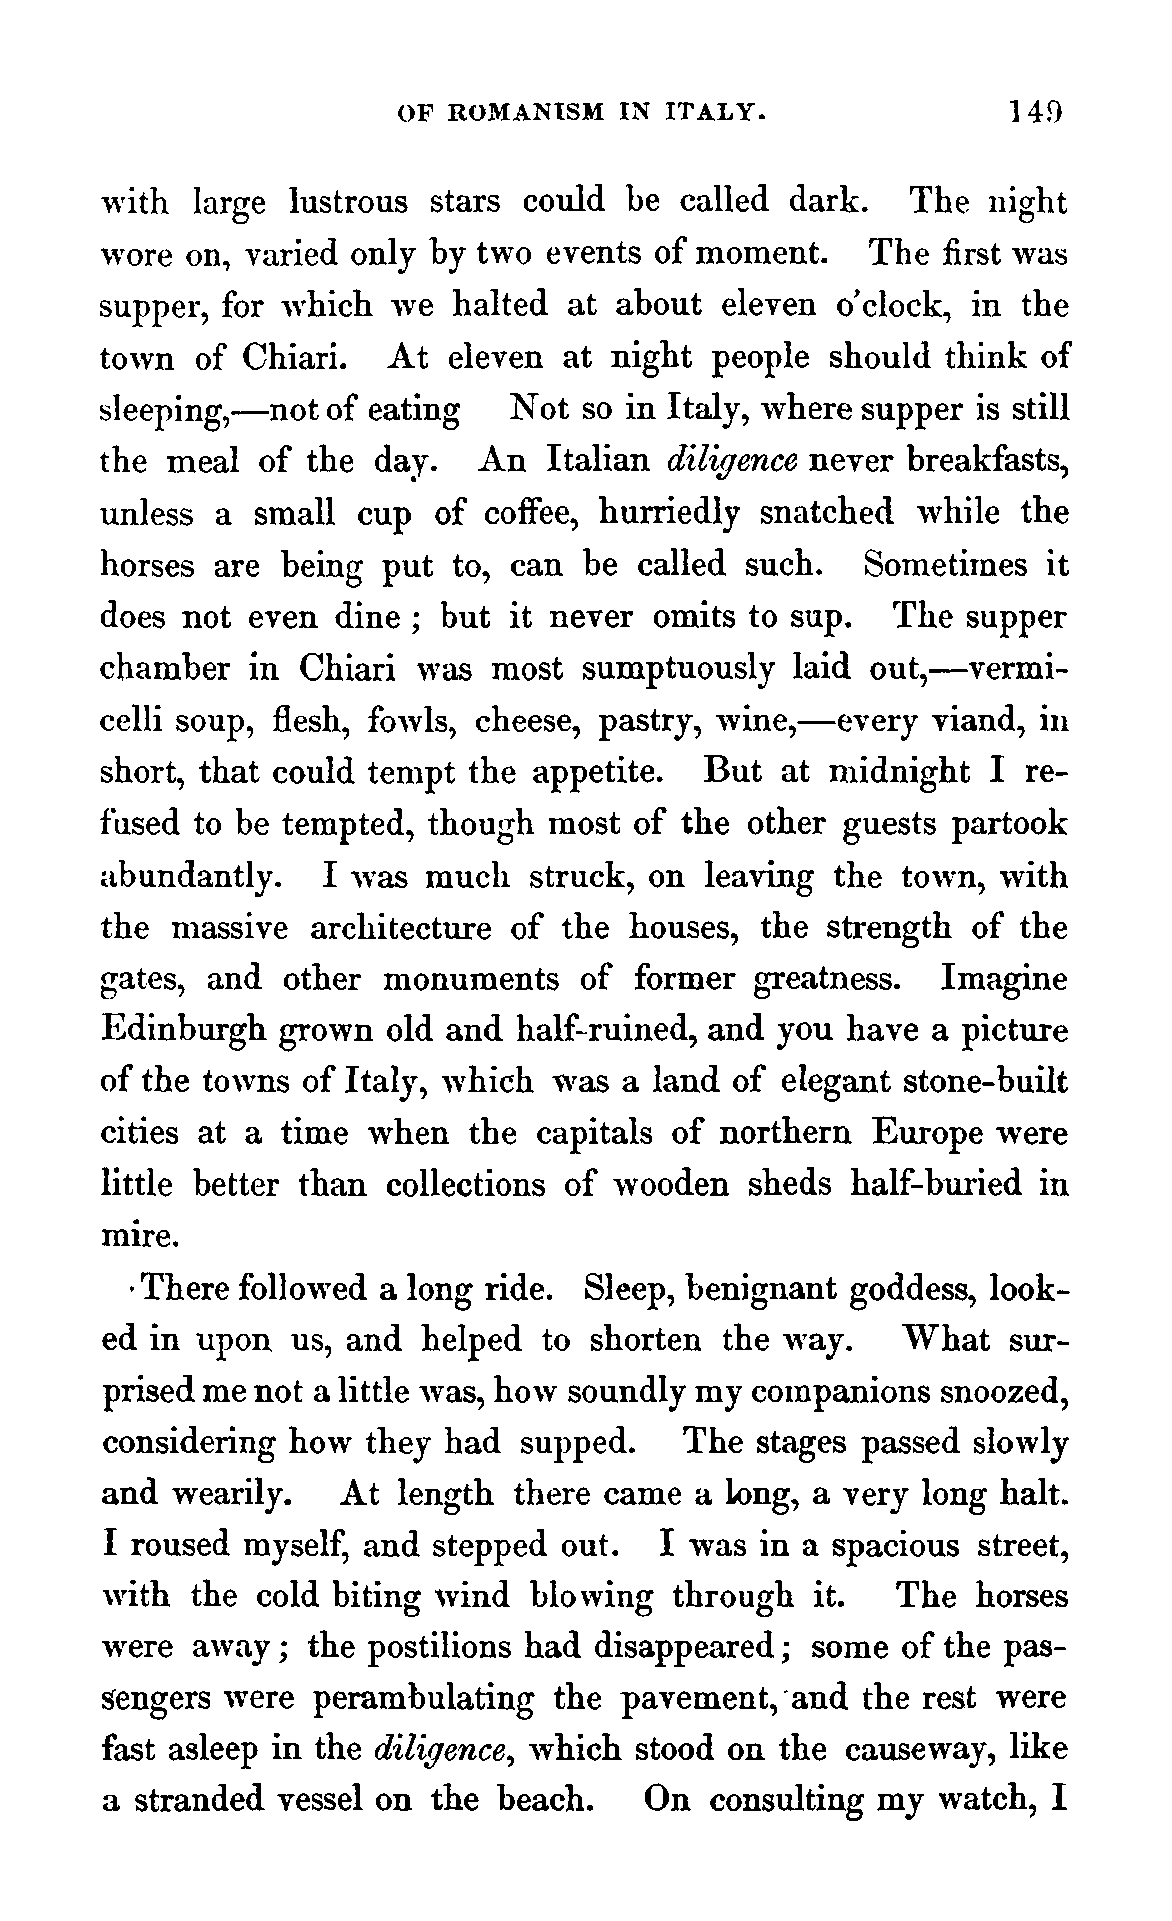 OF ROMANISM IN ITALY. 149
with large lustrous stars could be called dark. The night
wore on, varied only by two events of moment. The first was
supper, for which we halted at about eleven o'clock, in the
town of Chiari. At eleven at night people should think of
sleeping,—not of eating Not so in Italy, where supper is still
the meal of the day. An Italian diligence never breakfasts,
unless a small cup of coffee, hurriedly snatched while the
horses are being put to, can be called such. Sometimes it
does not even dine ; but it never omits to sup. The supper
chamber in Chiari was most sumptuously laid out,—vermi-
celli soup, flesh, fowls, cheese, pastry, wine,—every viand, in
short, that could tempt the appetite. But at midnight I re-
fused to be tempted, though most of the other guests partook
abundantly. I was much struck, on leaving the town, with
the massive architecture of the houses, the strength of the
gates, and other monuments of former greatness. Imagine
Edinburgh grown old and half-ruined, and you have a picture
of the towns of Italy, which was a land of elegant stone-built
cities at a time when the capitals of northern Europe were
little better than collections of wooden sheds half-buried in
mire.
There followed a long ride. Sleep, benignant goddess, look-
ed in upon us, and helped to shorten the way. What sur-
prised me not a little was, how soundly my companions snoozed,
considering how they had supped. The stages passed slowly
and wearily. At length there came a long, a very long halt.
I roused myself, and stepped out. I was in a spacious street,
with the cold biting wind blowing through it. The horses
were away ; the postilions had disappeared ; some of the pas-
sengers were perambulating the pavement, and the rest were
fast asleep in the diligence, which stood on the causeway, like
a stranded vessel on the beach. On consulting my watch, I